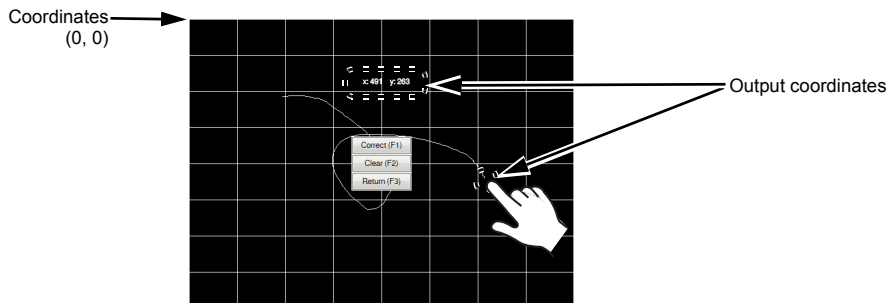 Coordinates
(0, 0)
x: 491 y: 263
Output coordinates
Correct (F1)
Clear (F2)
Return (F3)